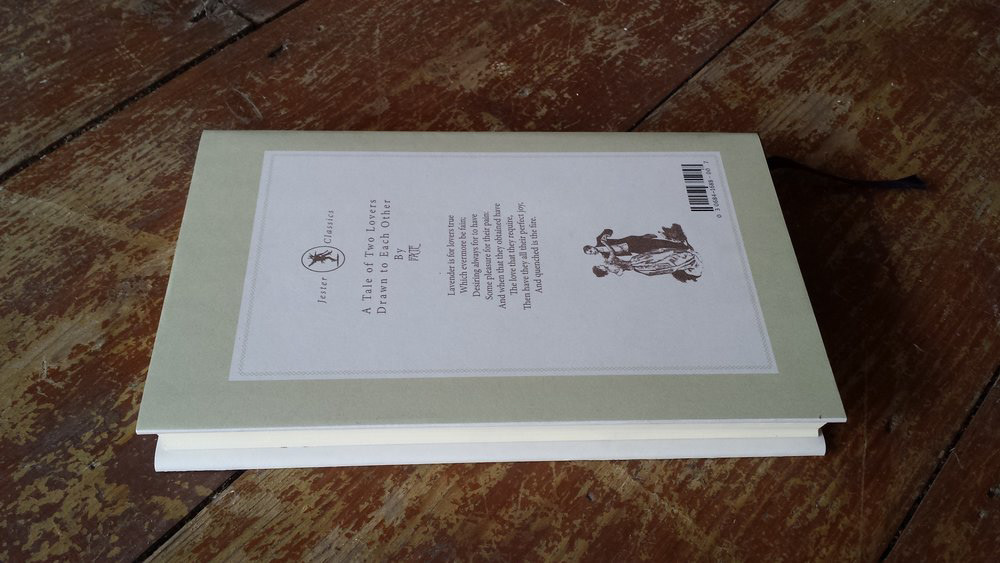 Jester Classics
A Tale of Two Lovers
Drawn to Each Other
By
FATE
Lavender is for lovers true
Which evermore be fain;
Desiring always for to have
Some pleasure for their pain:
And when that they obtained have
The love that they require,
Then have they all their perfect joy,
And quenched is the fire.